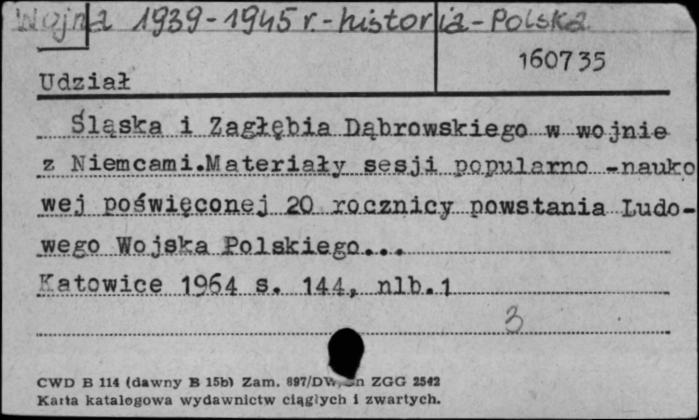 Wojna 1939-1945 r. - historia - Polska
160735
Udział
Śląska i Zagłębia Dąbrowskiego w wojnie
z Niemcami.Materiały sesji popularno -nauko
wej poświęconej 20 rocznicy powstania Ludo-
wego Wojska Polskiego...
Katowice 1964 s. 144, nlb.1
3
CWD B 114 (dawny B 15b) Zam. 897/DW, ZGG 2542
Karta katalogowa wydawnictw ciągłych i zwartych.